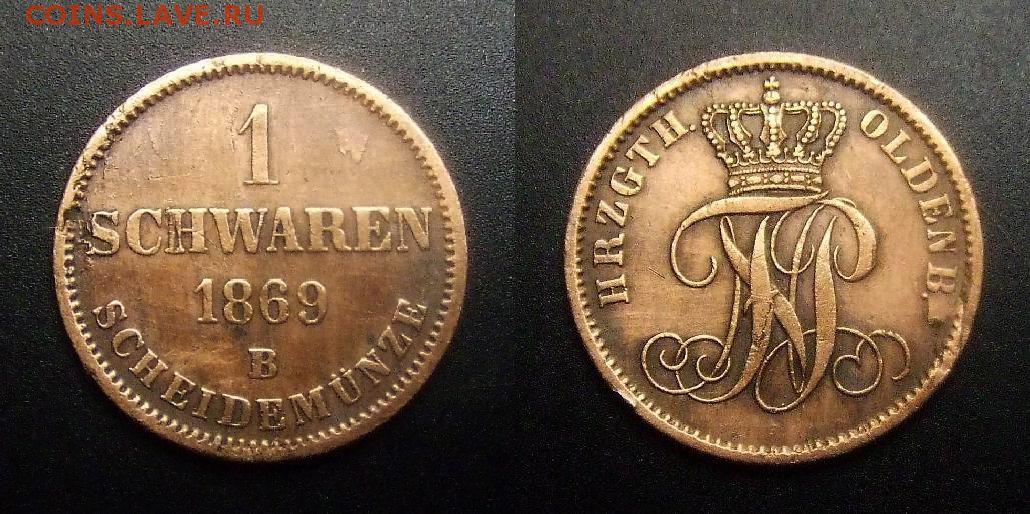 COINS.LAVE.RU
1
SCHWAREN
1869
B
SCHEIDEMÜNZE
HRZGTH. OLDENB.